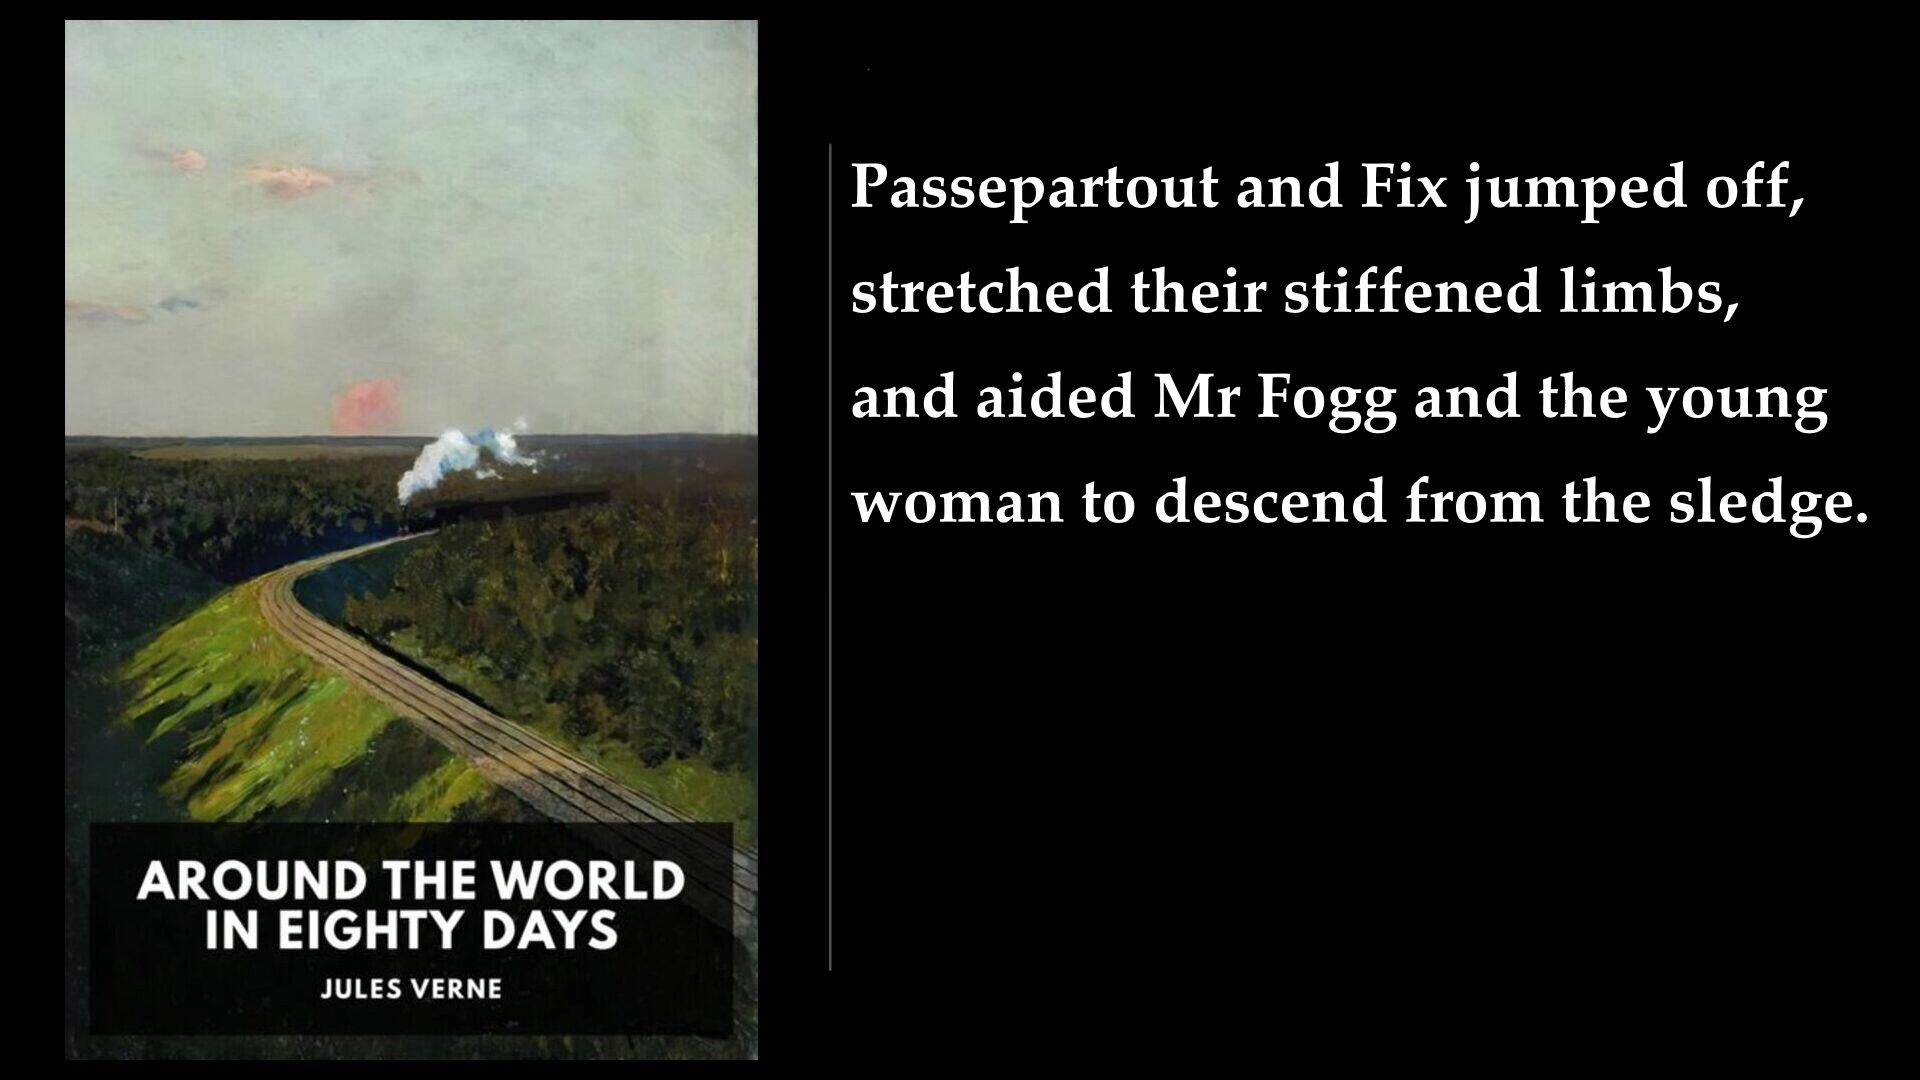 Passepartout and Fix jumped off,
stretched their stiffened limbs,
and aided Mr Fogg and the young
woman to descend from the sledge.
AROUND THE WORLD
IN EIGHTY DAYS
JULES VERNE